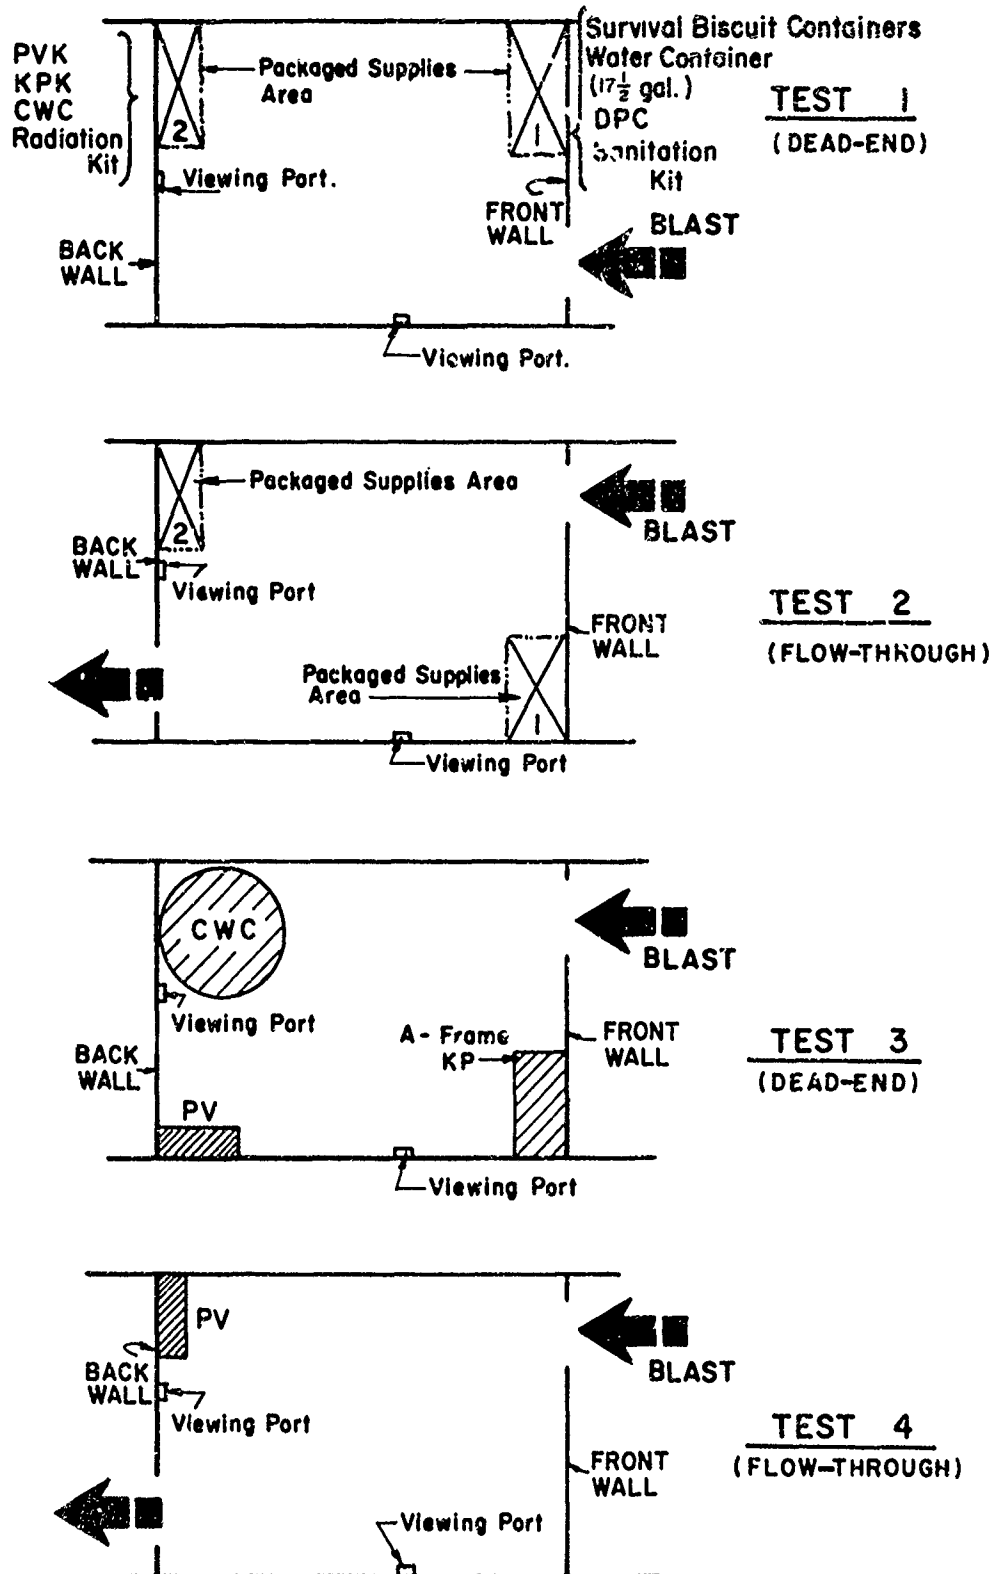 PVK
KPK
CWC
Radiation
Kit
2
Packaged Supplies
Area
1
Survival Biscuit Containers
Water Container
(17½ gal.)
DPC
Sanitation
Kit
TEST 1
(DEAD-END)
Viewing Port.
FRONT
WALL
BLAST
BACK
WALL
Viewing Port.
2
Packaged Supplies Area
BLAST
BACK
WALL
Viewing Port
FRONT
WALL
TEST 2
(FLOW-THROUGH)
Packaged Supplies
Area
1
Viewing Port
CWC
BLAST
Viewing Port
A-Frame
KP
FRONT
WALL
BACK
WALL
PV
TEST 3
(DEAD-END)
Viewing Port
PV
BLAST
BACK
WALL
Viewing Port
FRONT
WALL
TEST 4
(FLOW-THROUGH)
Viewing Port